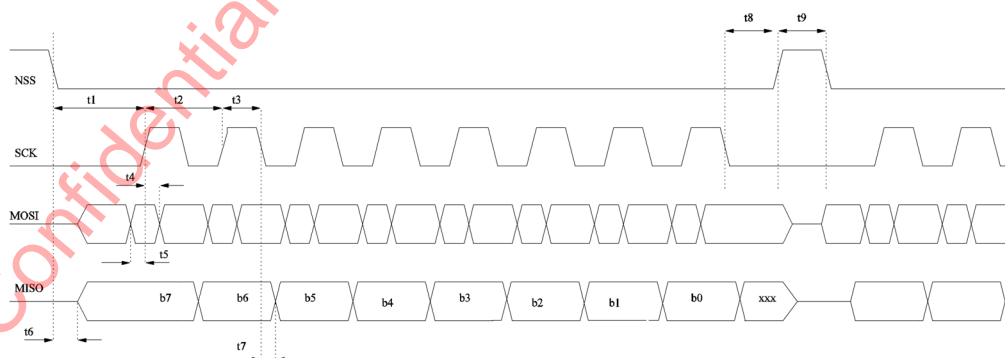 Confidential
t8 t9
NSS
t1 t2 t3
SCK
t4
MOSI
t5
MISO b7 b6 b5 b4 b3 b2 b1 b0 xxx
t6
t7